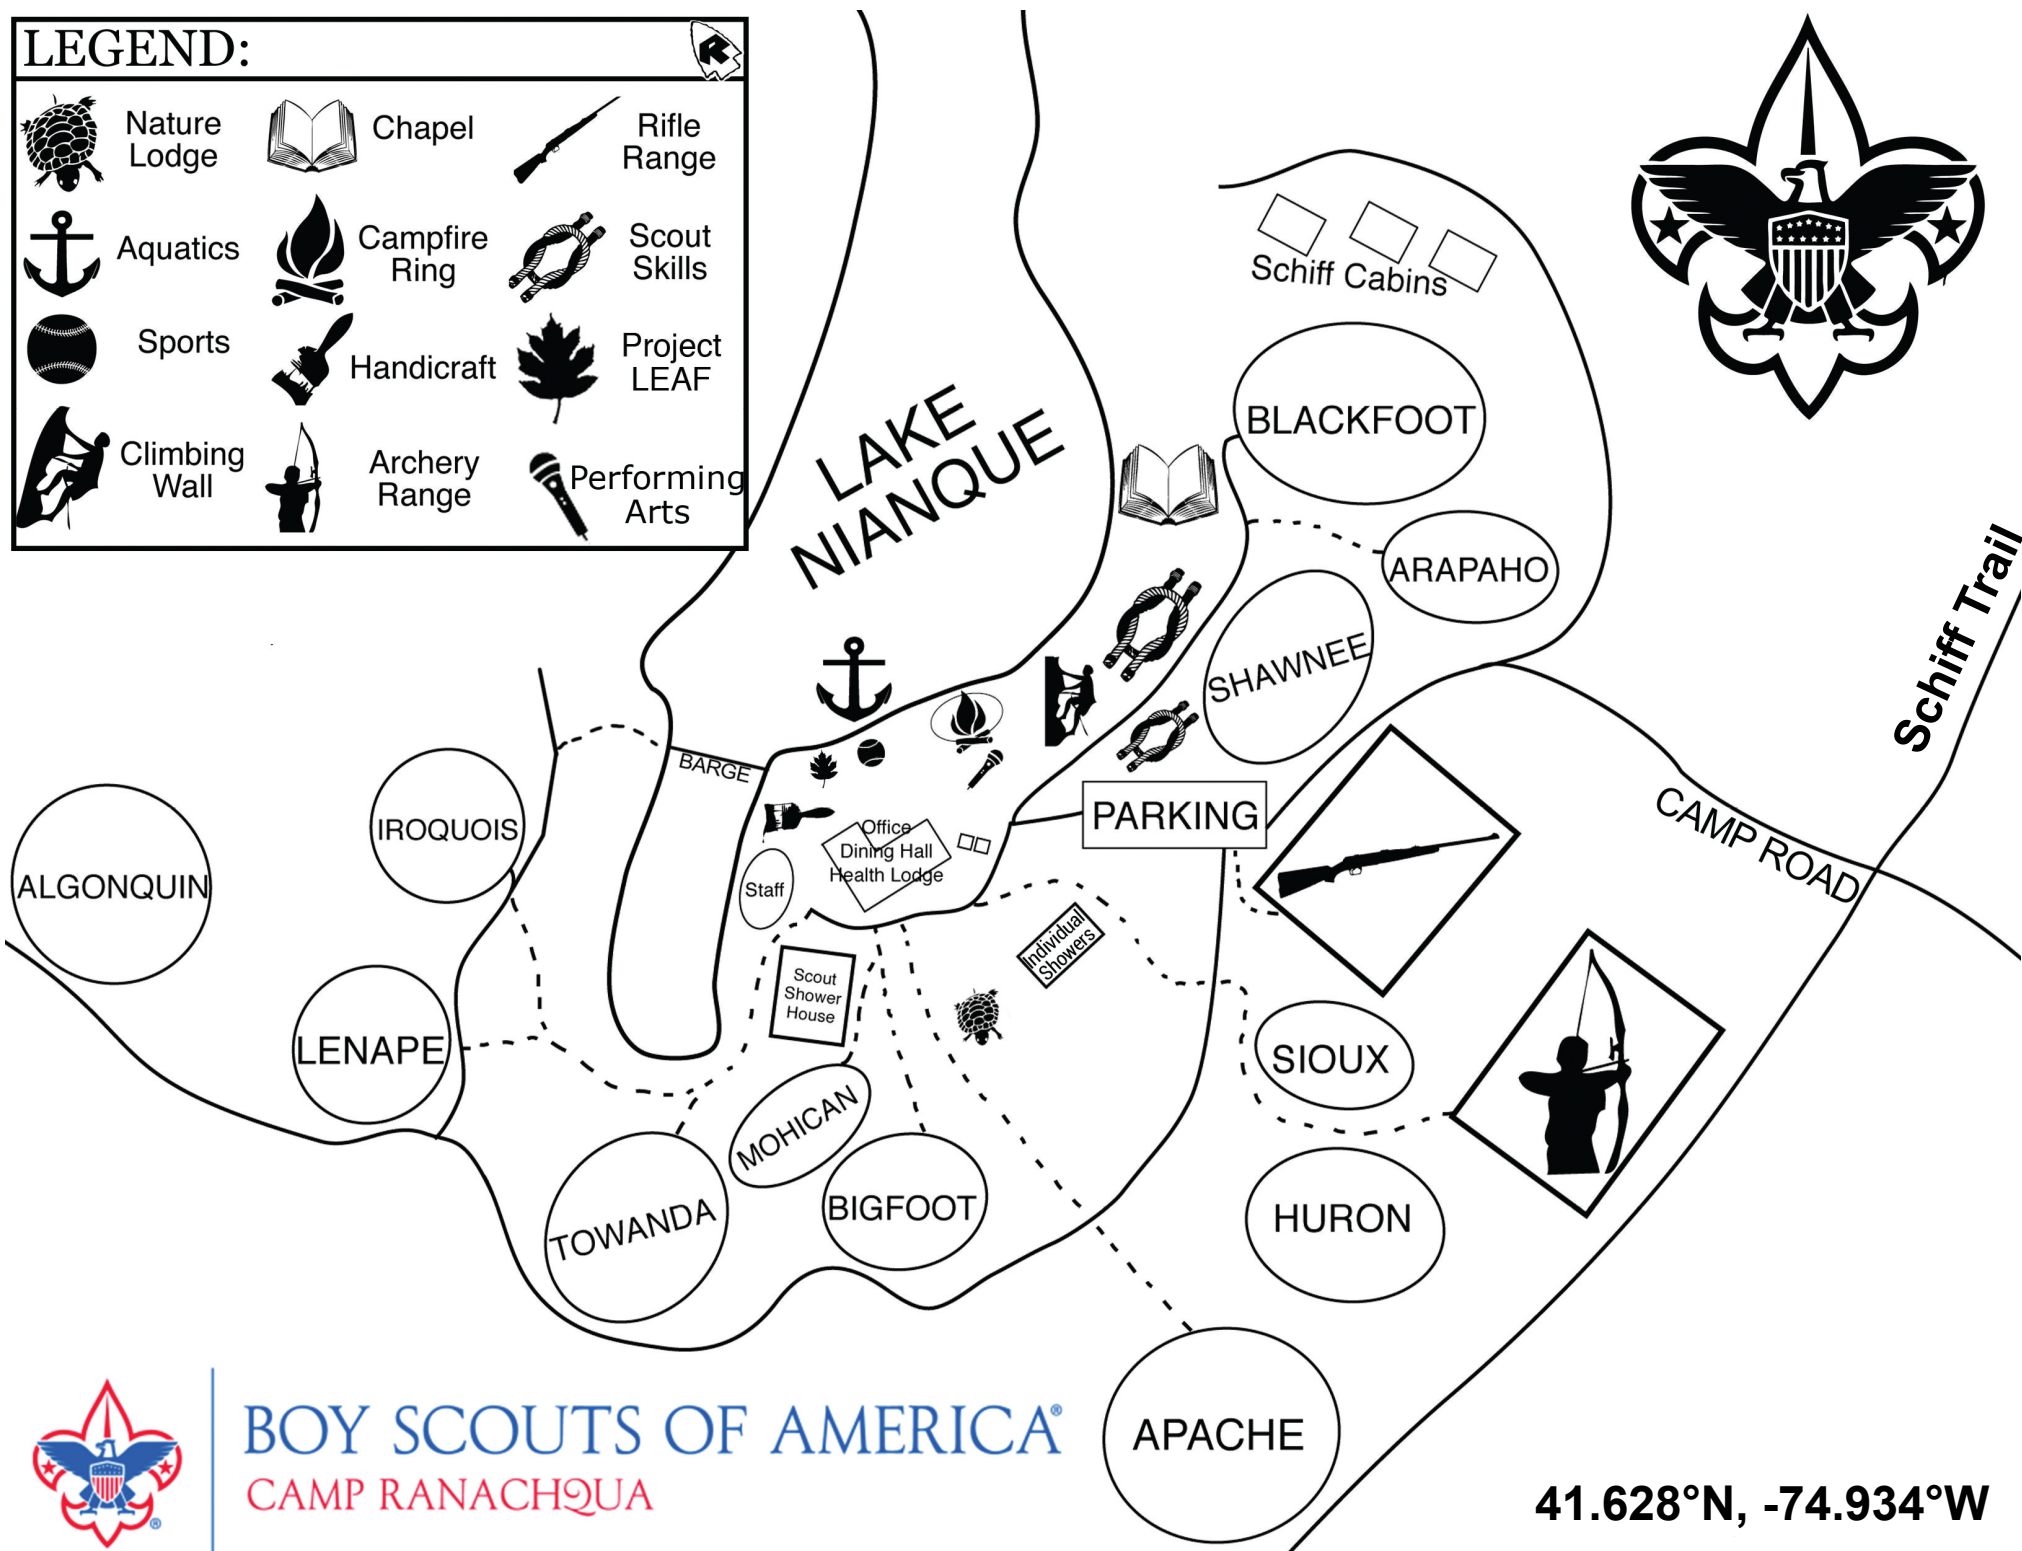 LEGEND:
R
Nature
Lodge
Chapel
Rifle
Range
Aquatics
Campfire
Ring
Scout
Skills
Sports
Handicraft
Project
LEAF
Climbing
Wall
Archery
Range
Performing
Arts
LAKE
NIANQUE
Schiff Cabins
BLACKFOOT
ARAPAHO
SHAWNEE
Schiff Trail
CAMP ROAD
PARKING
BARGE
IROQUOIS
ALGONQUIN
LENAPE
Office
Dining Hall
Health Lodge
Staff
Scout
Shower
House
Individual
Showers
MOHICAN
TOWANDA
BIGFOOT
SIOUX
HURON
APACHE
BOY SCOUTS OF AMERICA®
CAMP RANACHQUA
®
41.628°N, -74.934°W